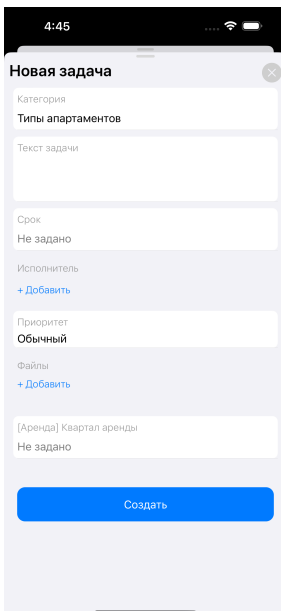 4:45
Новая задача
Категория
Типы апартаментов
Текст задачи
Срок
Не задано
Исполнитель
+ Добавить
Приоритет
Обычный
Файлы
+ Добавить
[Аренда] Квартал аренды
Не задано
Создать